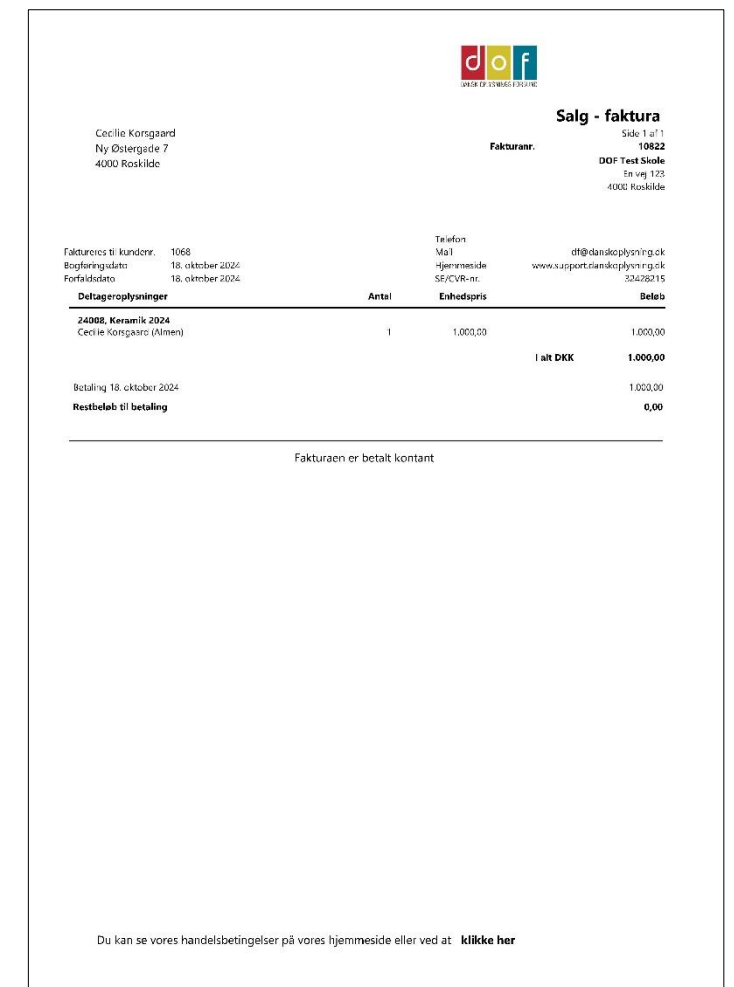 dof
DANSK OPLYSNINGS FORBUND
Salg - faktura
Side 1 af 1
Cecilie Korsgaard
Ny Østergade 7
4000 Roskilde
Fakturanr. 10822
DOF Test Skole
En vej 123
4000 Roskilde
Telefon
Faktureres til kundenr. 1068 Mail df@danskoplysning.dk
Bogføringsdato 18. oktober 2024 Hjemmeside www.support.danskoplysning.dk
Forfaldsdato 18. oktober 2024 SE/CVR-nr. 32428215
Deltageroplysninger Antal Enhedspris Beløb
24008, Keramik 2024
Cecilie Korsgaard (Almen) 1 1.000,00 1.000,00
I alt DKK 1.000,00
Betaling 18. oktober 2024 1.000,00
Restbeløb til betaling 0,00
Fakturaen er betalt kontant
Du kan se vores handelsbetingelser på vores hjemmeside eller ved at klikke her